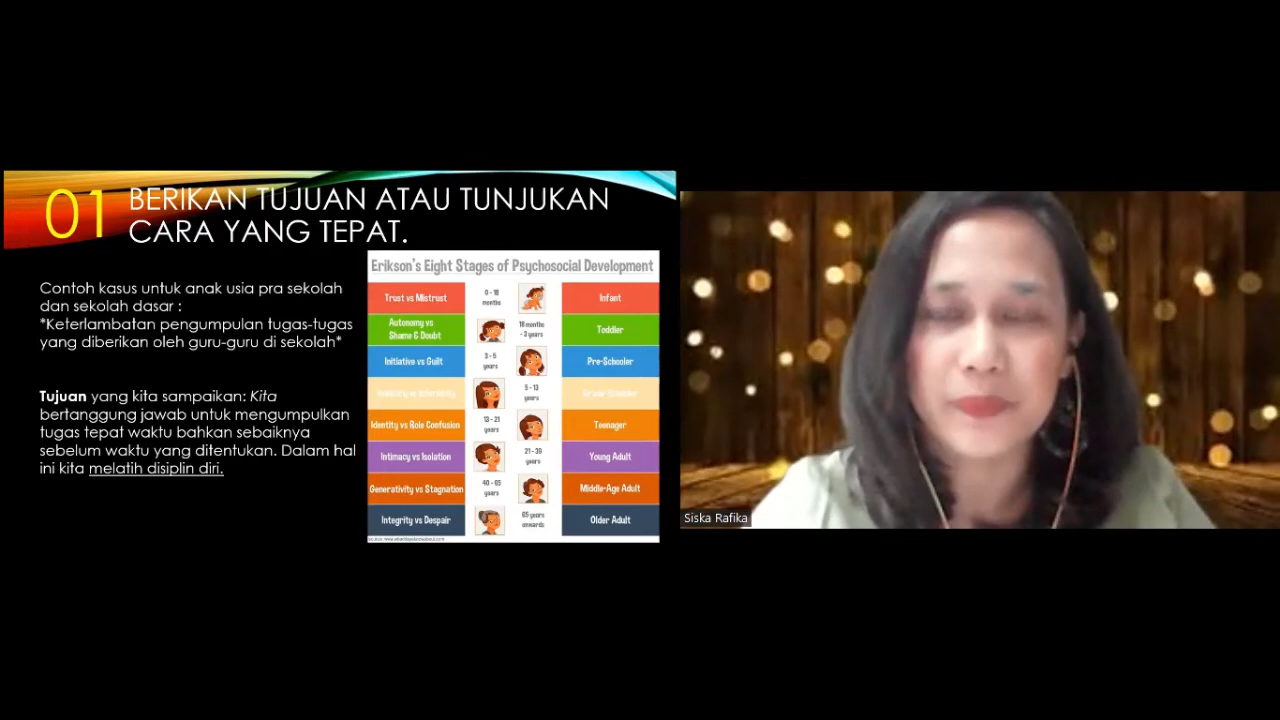 01
BERIKAN TUJUAN ATAU TUNJUKAN
CARA YANG TEPAT.
Contoh kasus untuk anak usia pra sekolah
dan sekolah dasar :
*Keterlambatan pengumpulan tugas-tugas
yang diberikan oleh guru-guru di sekolah*
Tujuan yang kita sampaikan: Kita
bertanggung jawab untuk mengumpulkan
tugas tepat waktu bahkan sebaiknya
sebelum waktu yang ditentukan. Dalam hal
ini kita melatih disiplin diri.
Erikson's Eight Stages of Psychosocial Development
Trust vs Mistrust
0 - 18
months
Infant
Autonomy vs
Shame & Doubt
18 months
- 3 years
Toddler
Initiative vs Guilt
3 - 5
years
Pre-Schooler
Industry vs Inferiority
5 - 13
years
Grade-Schooler
Identity vs Role Confusion
13 - 21
years
Teenager
Intimacy vs Isolation
21 - 39
years
Young Adult
Generativity vs Stagnation
40 - 65
years
Middle-Age Adult
Integrity vs Despair
65 years
onwards
Older Adult
Siska Rafika